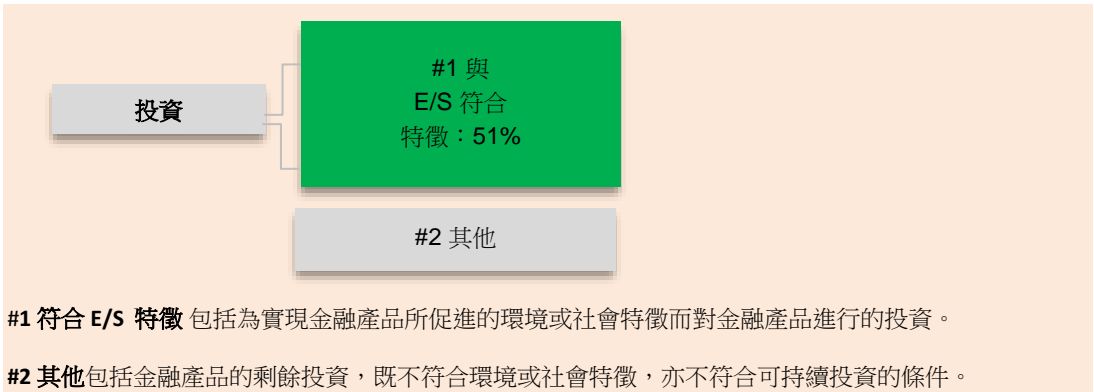 #1 與
E/S 符合
特徵：51%
投資
#2 其他
#1 符合 E/S 特徵 包括為實現金融產品所促進的環境或社會特徵而對金融產品進行的投資。
#2 其他包括金融產品的剩餘投資，既不符合環境或社會特徵，亦不符合可持續投資的條件。